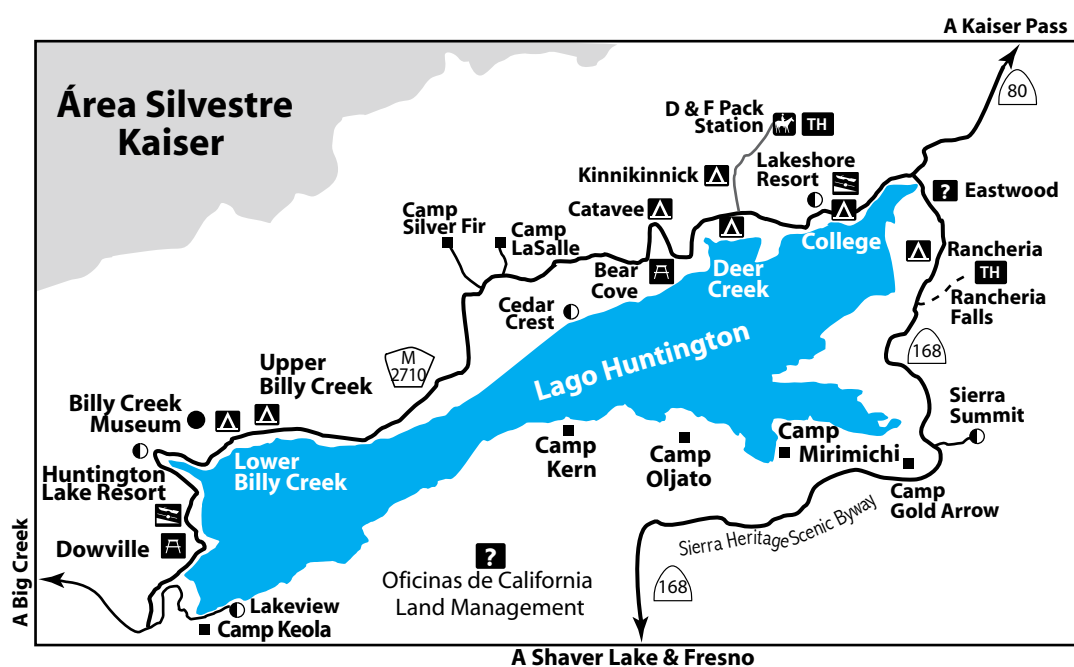 A Kaiser Pass
Área Silvestre
Kaiser
80
D & F Pack
Station
TH
Lakeshore
Resort
Kinnikinnick
? Eastwood
Catavee
Camp
Silver Fir
Camp
LaSalle
College
Rancheria
TH
Rancheria
Falls
Bear
Cove
Deer
Creek
Cedar
Crest
Lago Huntington
168
M
2710
Upper
Billy Creek
Billy Creek
Museum
Sierra
Summit
Camp
Kern
Camp
Oljato
Camp
Mirimichi
Lower
Billy Creek
Huntington
Lake Resort
Camp
Gold Arrow
Sierra Heritage Scenic Byway
Dowville
?
Oficinas de California
Land Management
168
A Big Creek
Lakeview
Camp Keola
A Shaver Lake & Fresno